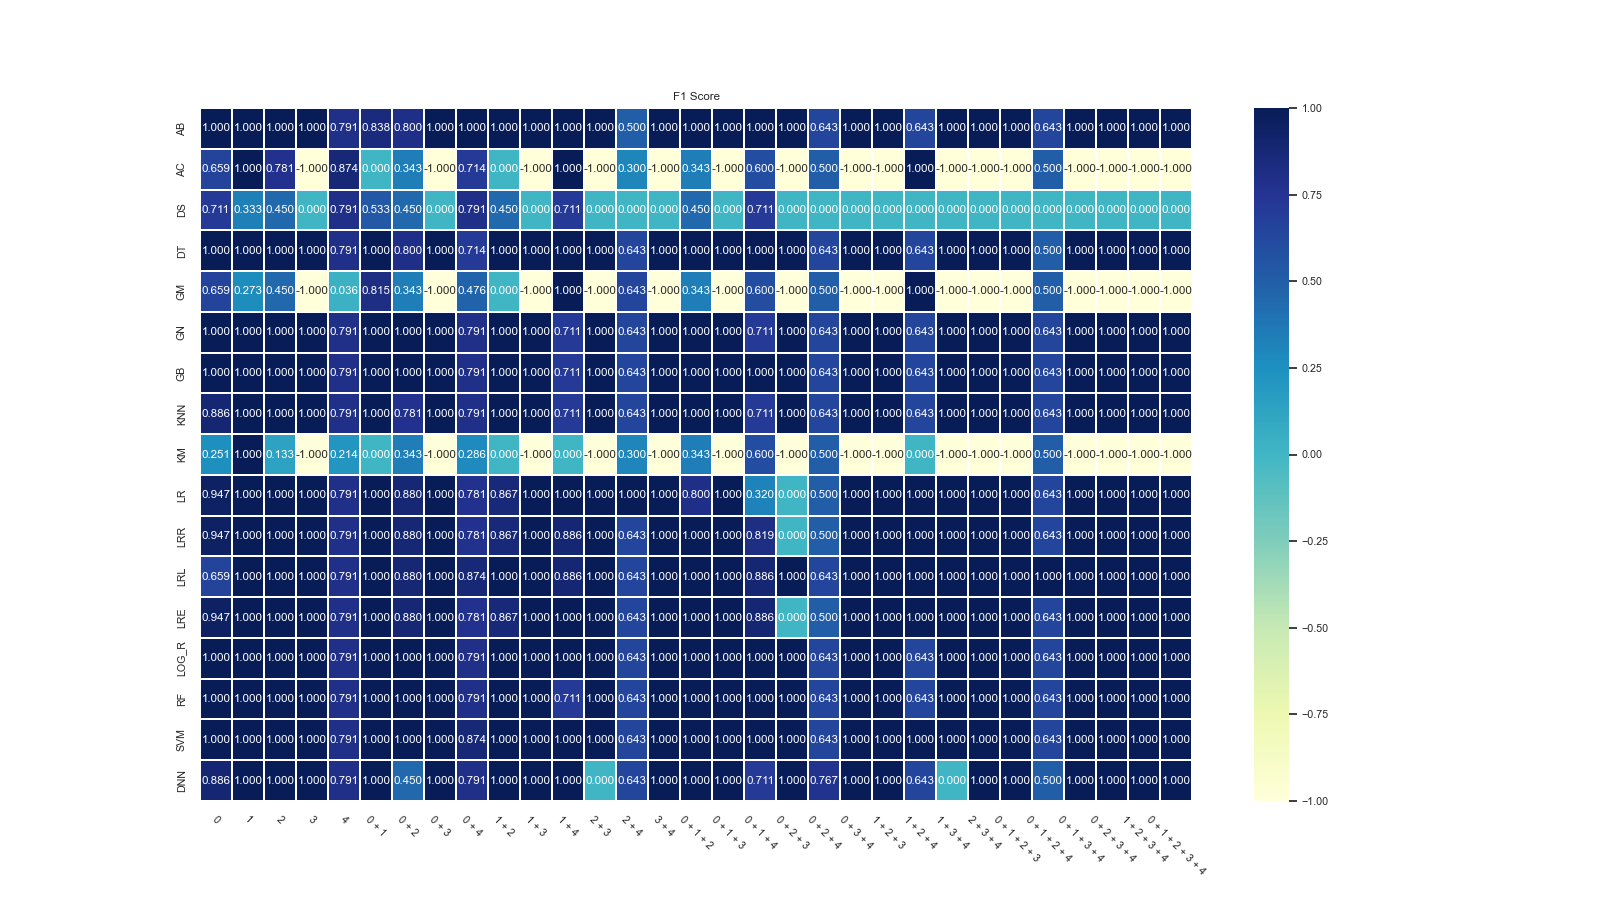 F1 Score
AB 1.000 1.000 1.000 1.000 0.791 0.838 0.800 1.000 1.000 1.000 1.000 1.000 1.000 0.500 1.000 1.000 1.000 1.000 1.000 0.643 1.000 1.000 0.643 1.000 1.000 1.000 0.643 1.000 1.000 1.000 1.000
AC 0.659 1.000 0.781 -1.000 0.874 0.000 0.343 -1.000 0.714 0.000 -1.000 1.000 -1.000 0.300 -1.000 0.343 -1.000 0.600 -1.000 0.500 -1.000 -1.000 1.000 -1.000 -1.000 -1.000 0.500 -1.000 -1.000 -1.000 -1.000
DS 0.711 0.333 0.450 0.000 0.791 0.533 0.450 0.000 0.791 0.450 0.000 0.711 0.000 0.000 0.000 0.450 0.000 0.711 0.000 0.000 0.000 0.000 0.000 0.000 0.000 0.000 0.000 0.000 0.000 0.000 0.000
DT 1.000 1.000 1.000 1.000 0.791 1.000 0.800 1.000 0.714 1.000 1.000 1.000 1.000 0.643 1.000 1.000 1.000 1.000 1.000 0.643 1.000 1.000 0.643 1.000 1.000 1.000 0.500 1.000 1.000 1.000 1.000
GM 0.659 0.273 0.450 -1.000 0.036 0.815 0.343 -1.000 0.476 0.000 -1.000 1.000 -1.000 0.643 -1.000 0.343 -1.000 0.600 -1.000 0.500 -1.000 -1.000 1.000 -1.000 -1.000 -1.000 0.500 -1.000 -1.000 -1.000 -1.000
GN 1.000 1.000 1.000 1.000 0.791 1.000 1.000 1.000 0.791 1.000 1.000 0.711 1.000 0.643 1.000 1.000 1.000 0.711 1.000 0.643 1.000 1.000 0.643 1.000 1.000 1.000 0.643 1.000 1.000 1.000 1.000
GB 1.000 1.000 1.000 1.000 0.791 1.000 1.000 1.000 0.791 1.000 1.000 0.711 1.000 0.643 1.000 1.000 1.000 1.000 1.000 0.643 1.000 1.000 0.643 1.000 1.000 1.000 0.643 1.000 1.000 1.000 1.000
KNN 0.886 1.000 1.000 1.000 0.791 1.000 0.781 1.000 0.791 1.000 1.000 0.711 1.000 0.643 1.000 1.000 1.000 0.711 1.000 0.643 1.000 1.000 0.643 1.000 1.000 1.000 0.643 1.000 1.000 1.000 1.000
KM 0.251 1.000 0.133 -1.000 0.214 0.000 0.343 -1.000 0.286 0.000 -1.000 0.000 -1.000 0.300 -1.000 0.343 -1.000 0.600 -1.000 0.500 -1.000 -1.000 0.000 -1.000 -1.000 -1.000 0.500 -1.000 -1.000 -1.000 -1.000
LR 0.947 1.000 1.000 1.000 0.791 1.000 0.880 1.000 0.781 0.867 1.000 1.000 1.000 1.000 1.000 0.800 1.000 0.320 0.000 0.500 1.000 1.000 1.000 1.000 1.000 1.000 0.643 1.000 1.000 1.000 1.000
LRR 0.947 1.000 1.000 1.000 0.791 1.000 0.880 1.000 0.781 0.867 1.000 0.886 1.000 0.643 1.000 1.000 1.000 0.819 0.000 0.500 1.000 1.000 1.000 1.000 1.000 1.000 0.643 1.000 1.000 1.000 1.000
LRL 0.659 1.000 1.000 1.000 0.791 1.000 0.880 1.000 0.874 1.000 1.000 0.886 1.000 0.643 1.000 1.000 1.000 0.886 1.000 0.643 1.000 1.000 1.000 1.000 1.000 1.000 1.000 1.000 1.000 1.000 1.000
LRE 0.947 1.000 1.000 1.000 0.791 1.000 0.880 1.000 0.781 0.867 1.000 1.000 1.000 0.643 1.000 1.000 1.000 0.886 0.000 0.500 1.000 1.000 1.000 1.000 1.000 1.000 0.643 1.000 1.000 1.000 1.000
LOG_R 1.000 1.000 1.000 1.000 0.791 1.000 1.000 1.000 0.791 1.000 1.000 1.000 1.000 0.643 1.000 1.000 1.000 1.000 1.000 0.643 1.000 1.000 0.643 1.000 1.000 1.000 0.643 1.000 1.000 1.000 1.000
RF 1.000 1.000 1.000 1.000 0.791 1.000 1.000 1.000 0.791 1.000 1.000 0.711 1.000 0.643 1.000 1.000 1.000 1.000 1.000 0.643 1.000 1.000 0.643 1.000 1.000 1.000 0.643 1.000 1.000 1.000 1.000
SVM 1.000 1.000 1.000 1.000 0.791 1.000 1.000 1.000 0.874 1.000 1.000 1.000 1.000 0.643 1.000 1.000 1.000 1.000 1.000 0.643 1.000 1.000 1.000 1.000 1.000 1.000 0.643 1.000 1.000 1.000 1.000
DNN 0.886 1.000 1.000 1.000 0.791 1.000 0.450 1.000 0.791 1.000 1.000 1.000 0.000 0.643 1.000 1.000 1.000 0.711 1.000 0.767 1.000 1.000 0.643 0.000 1.000 1.000 0.500 1.000 1.000 1.000 1.000
0
1
2
3
4
0 + 1
0 + 2
0 + 3
0 + 4
1 + 2
1 + 3
1 + 4
2 + 3
2 + 4
3 + 4
0 + 1 + 2
0 + 1 + 3
0 + 1 + 4
0 + 2 + 3
0 + 2 + 4
0 + 3 + 4
1 + 2 + 3
1 + 2 + 4
1 + 3 + 4
2 + 3 + 4
0 + 1 + 2 + 3
0 + 1 + 2 + 4
0 + 1 + 3 + 4
0 + 2 + 3 + 4
1 + 2 + 3 + 4
0 + 1 + 2 + 3 + 4
1.00
0.75
0.50
0.25
0.00
−0.25
−0.50
−0.75
−1.00